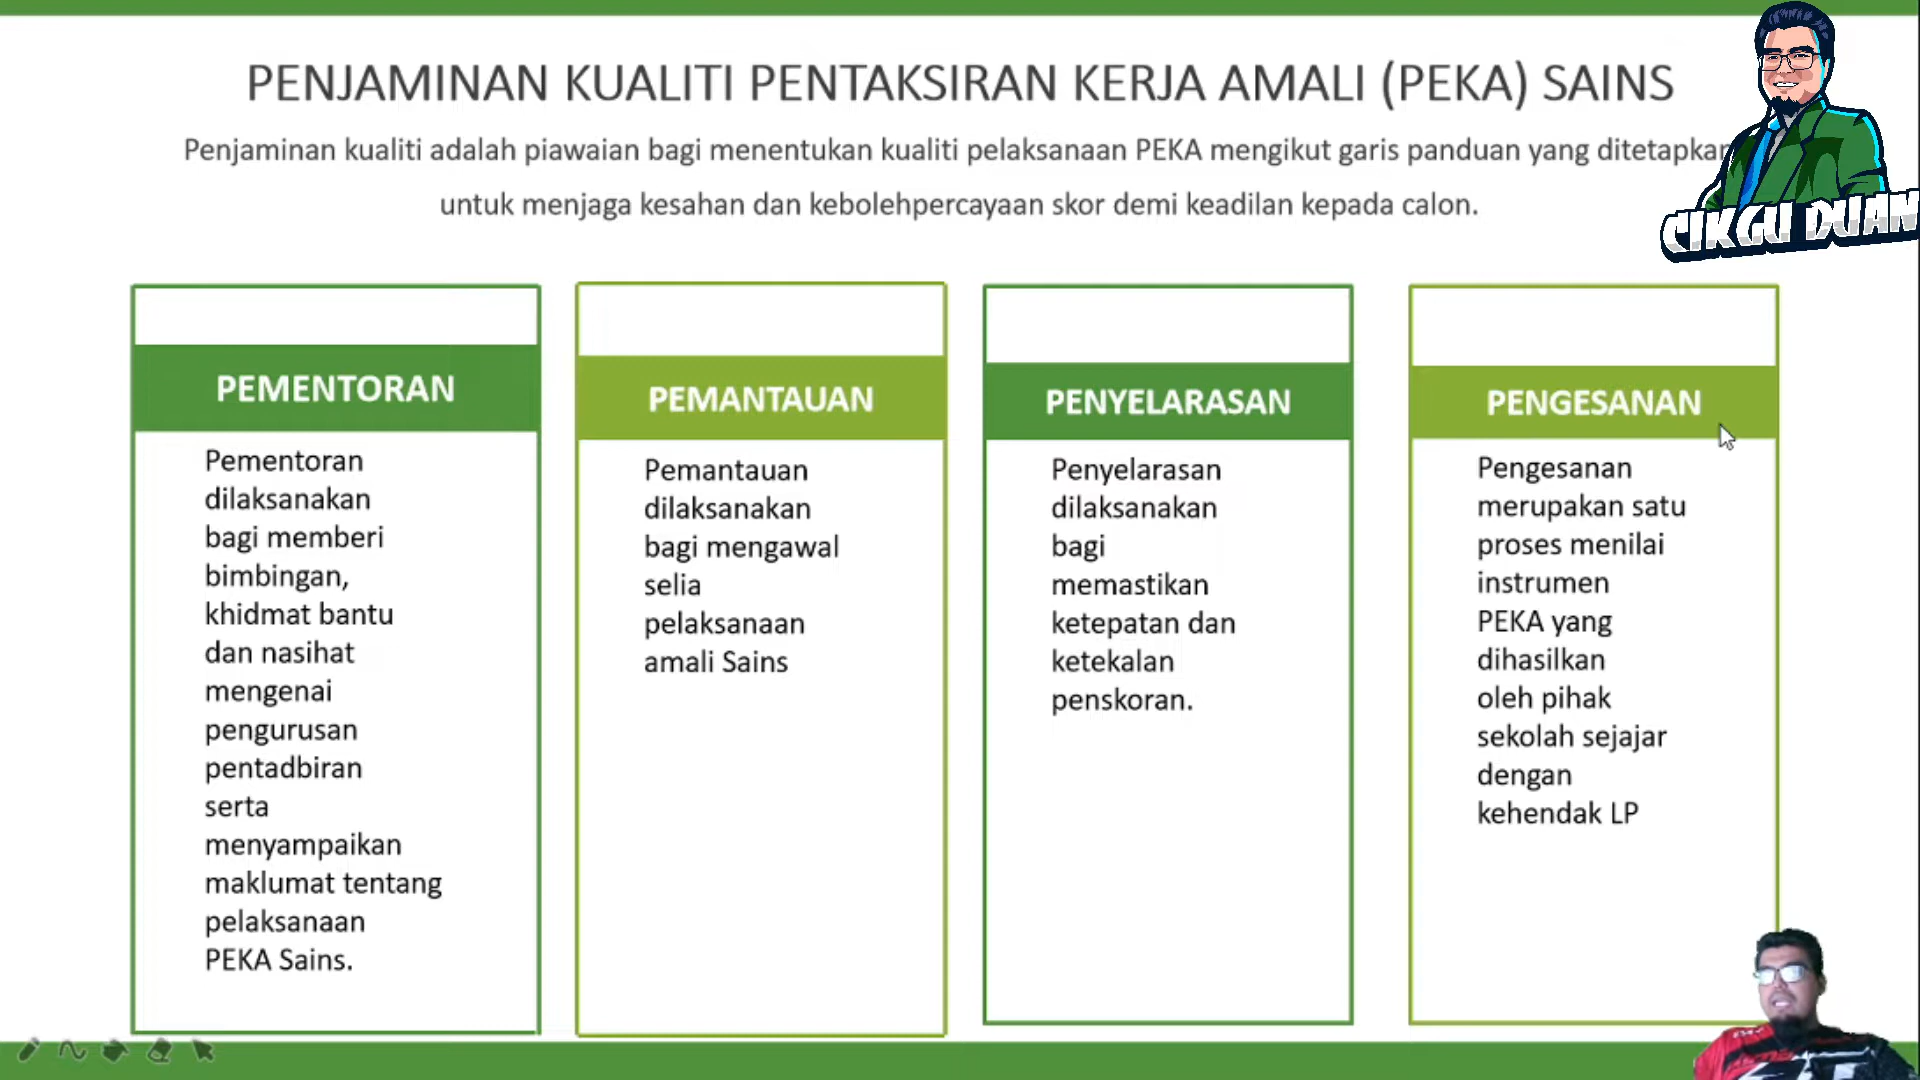 PENJAMINAN KUALITI PENTAKSIRAN KERJA AMALI (PEKA) SAINS
Penjaminan kualiti adalah piawaian bagi menentukan kualiti pelaksanaan PEKA mengikut garis panduan yang ditetapkan
untuk menjaga kesahan dan kebolehpercayaan skor demi keadilan kepada calon.
CIKGU DUAN
PEMENTORAN
Pementoran
dilaksanakan
bagi memberi
bimbingan,
khidmat bantu
dan nasihat
mengenai
pengurusan
pentadbiran
serta
menyampaikan
maklumat tentang
pelaksanaan
PEKA Sains.
PEMANTAUAN
Pemantauan
dilaksanakan
bagi mengawal
selia
pelaksanaan
amali Sains
PENYELARASAN
Penyelarasan
dilaksanakan
bagi
memastikan
ketepatan dan
ketekalan
penskoran.
PENGESANAN
Pengesanan
merupakan satu
proses menilai
instrumen
PEKA yang
dihasilkan
oleh pihak
sekolah sejajar
dengan
kehendak LP